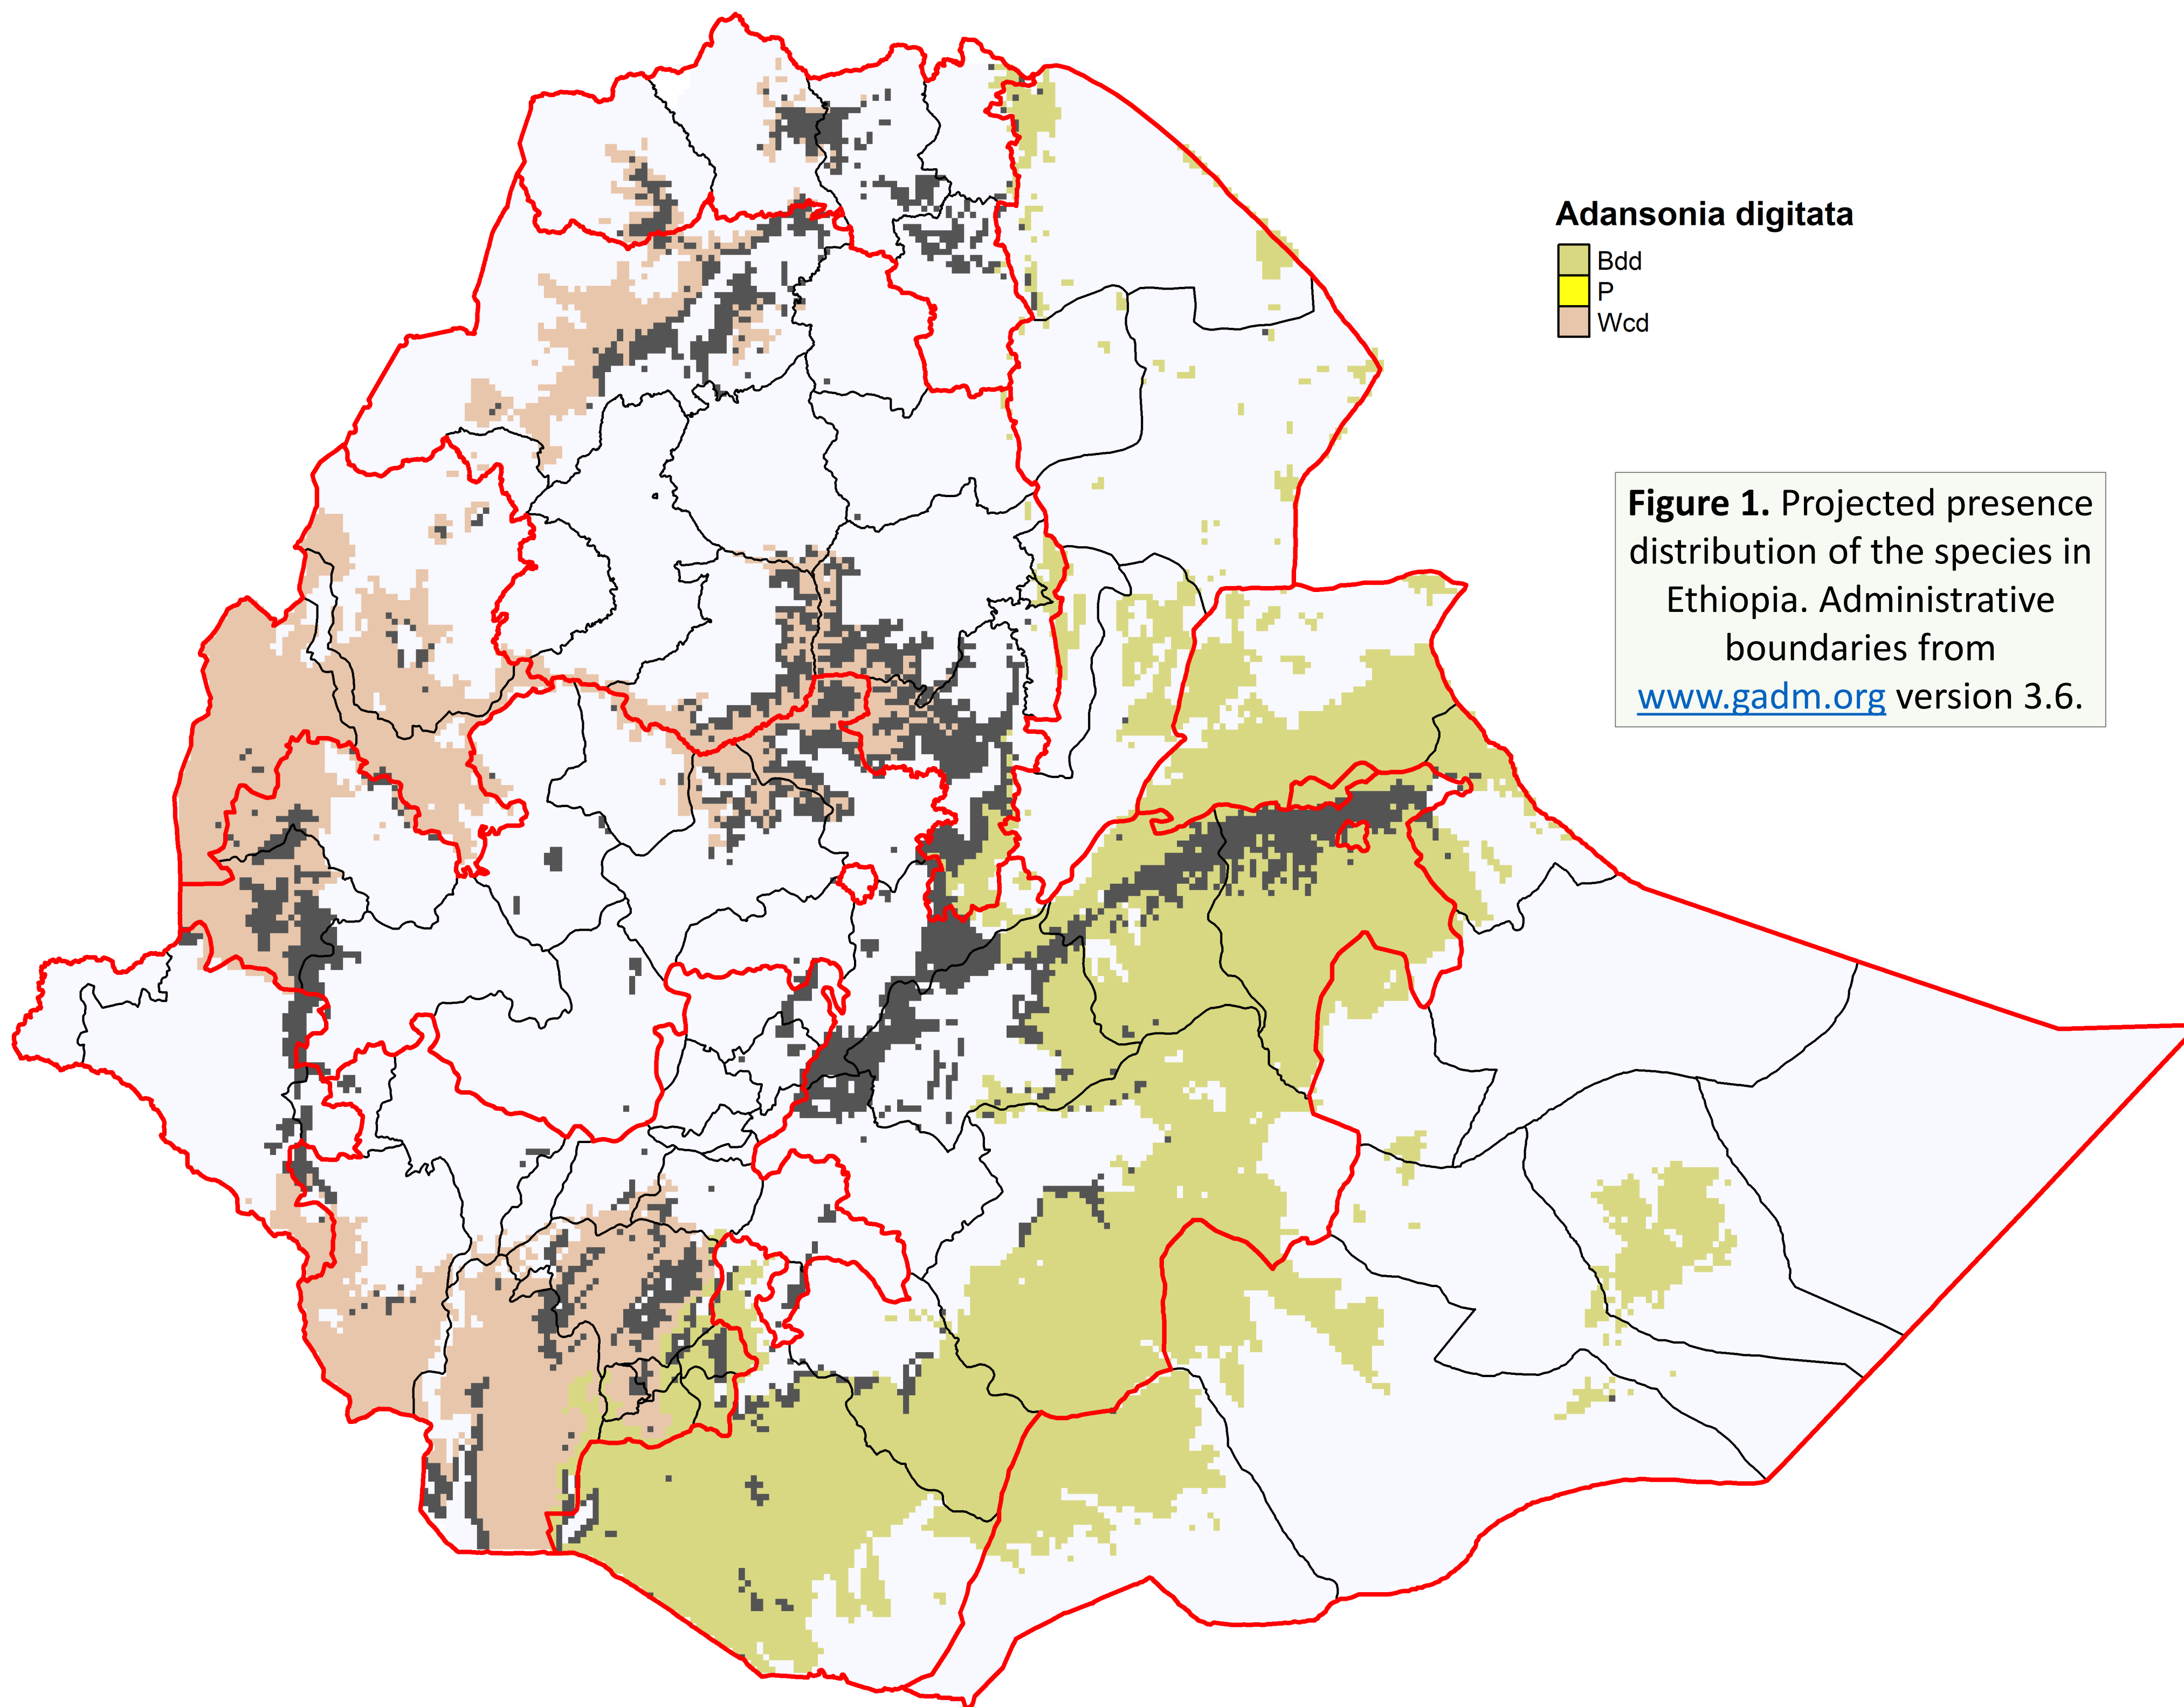 Adansonia digitata
Bdd
P
Wcd
Figure 1. Projected presence
distribution of the species in
Ethiopia. Administrative
boundaries from
www.gadm.org version 3.6.